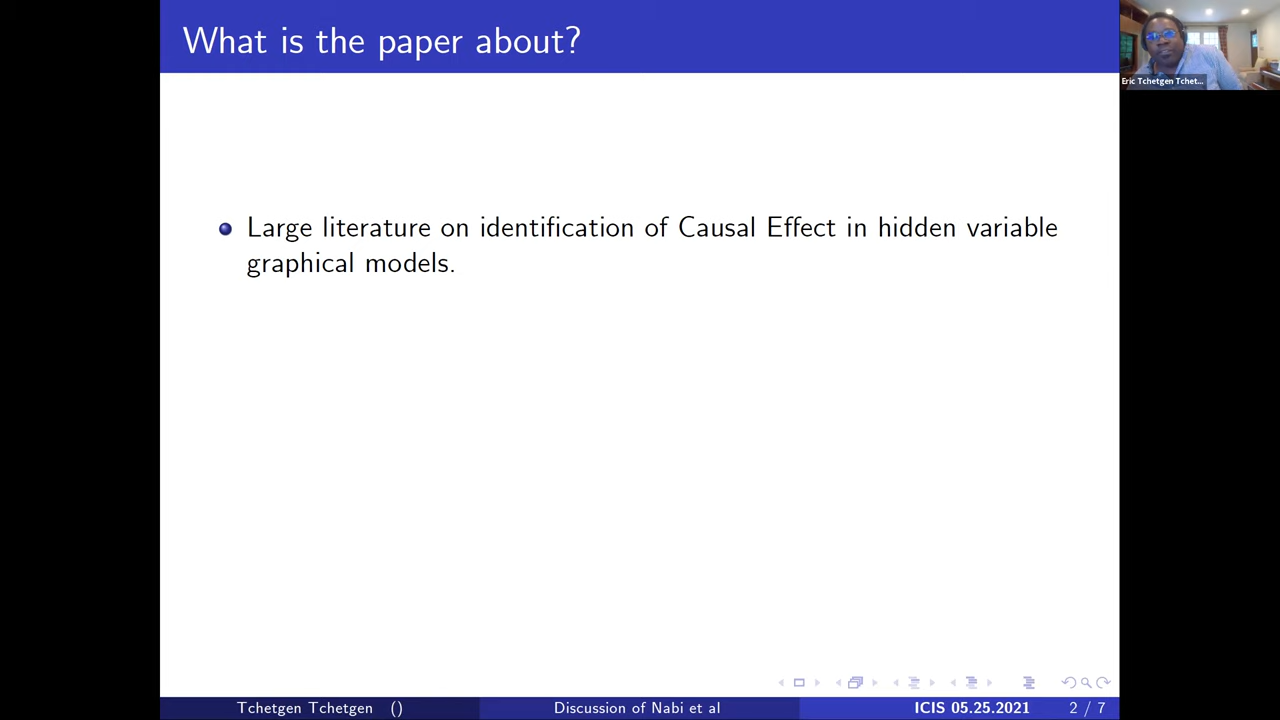 What is the paper about?
Eric Tchetgen Tchet...
Large literature on identification of Causal Effect in hidden variable
graphical models.
Tchetgen Tchetgen () Discussion of Nabi et al ICIS 05.25.2021 2 / 7